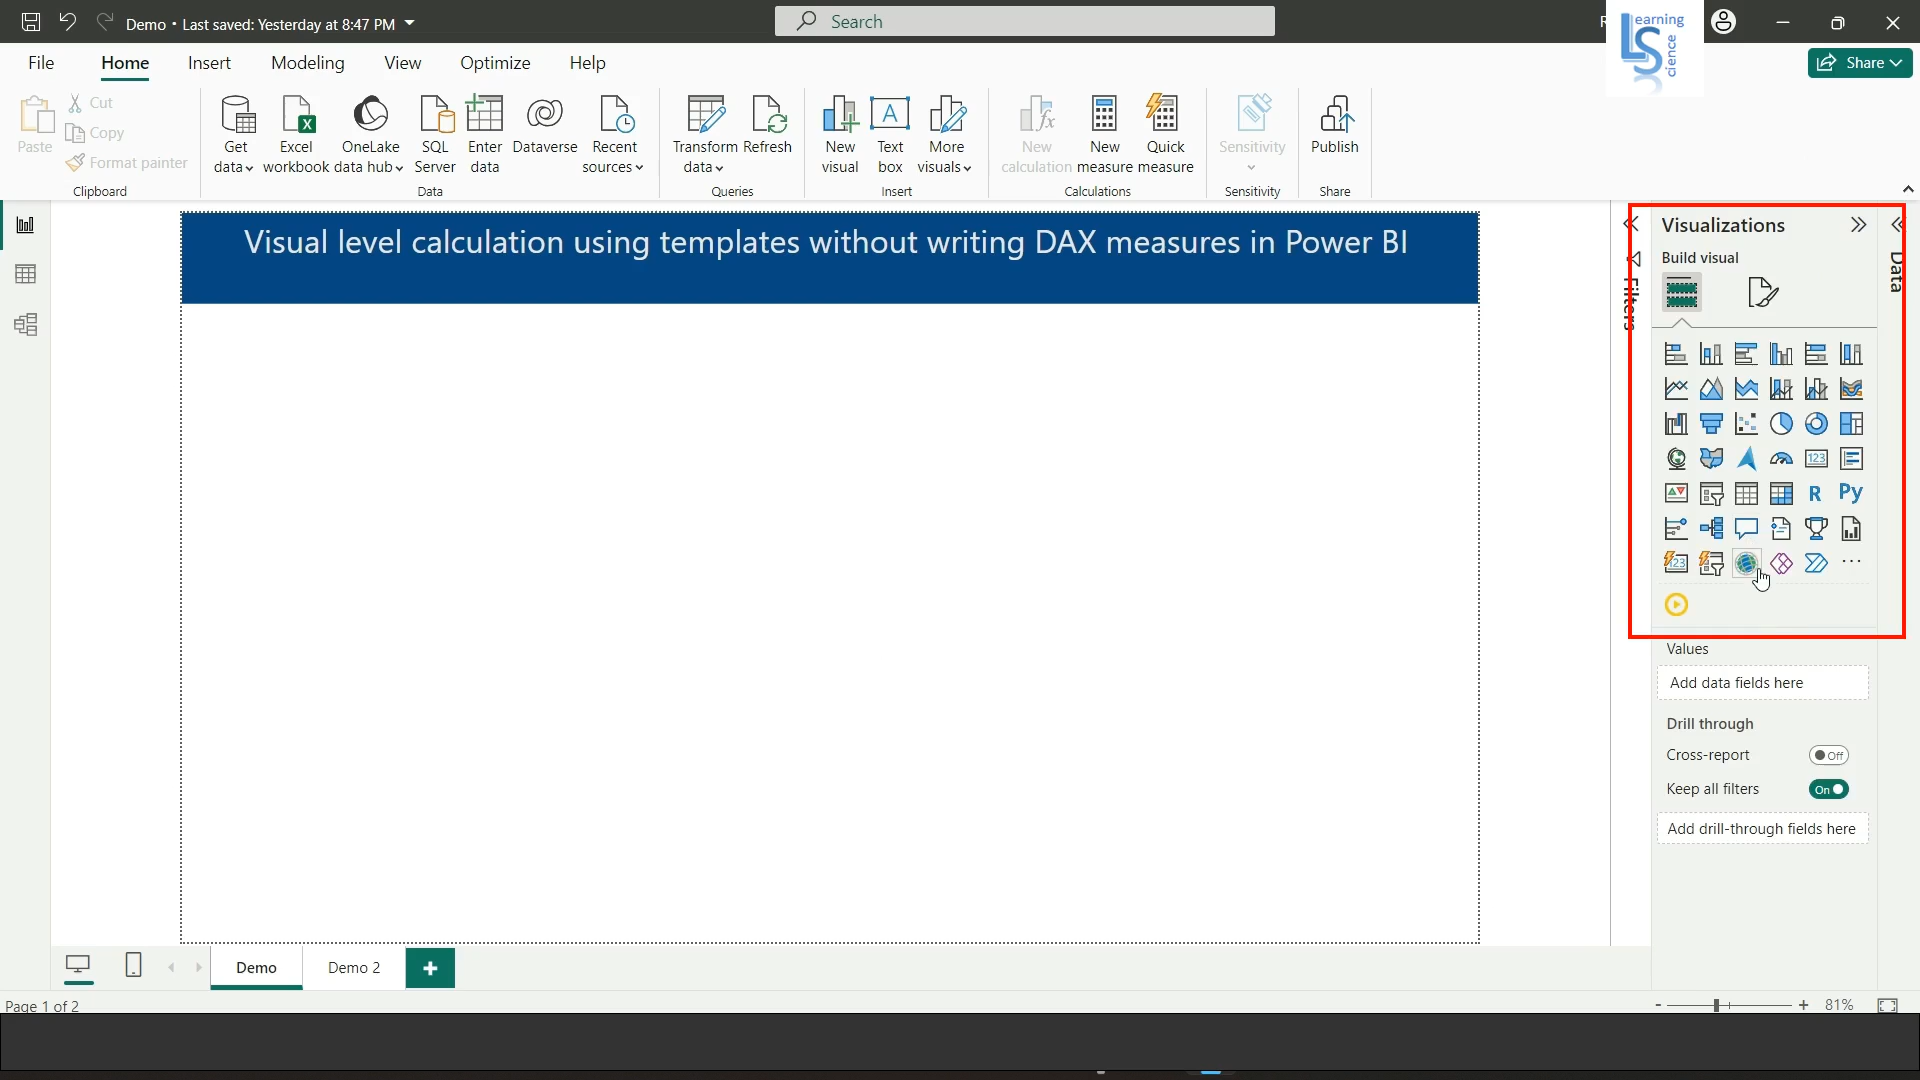 Demo • Last saved: Yesterday at 8:47 PM
Search
R
Learning
Science
File Home Insert Modeling View Optimize Help
Share
Paste
Cut
Copy
Format painter
Clipboard
Get data
Excel workbook
OneLake data hub
SQL Server
Enter data
Dataverse
Recent sources
Data
Transform data
Refresh
Queries
New visual
Text box
More visuals
Insert
New calculation
New measure
Quick measure
Calculations
Sensitivity
Sensitivity
Publish
Share
Visual level calculation using templates without writing DAX measures in Power BI
Filters
Visualizations
Data
Build visual
123
R
Py
123
Values
Add data fields here
Drill through
Cross-report
Off
Keep all filters
On
Add drill-through fields here
Demo
Demo 2
Page 1 of 2
81%